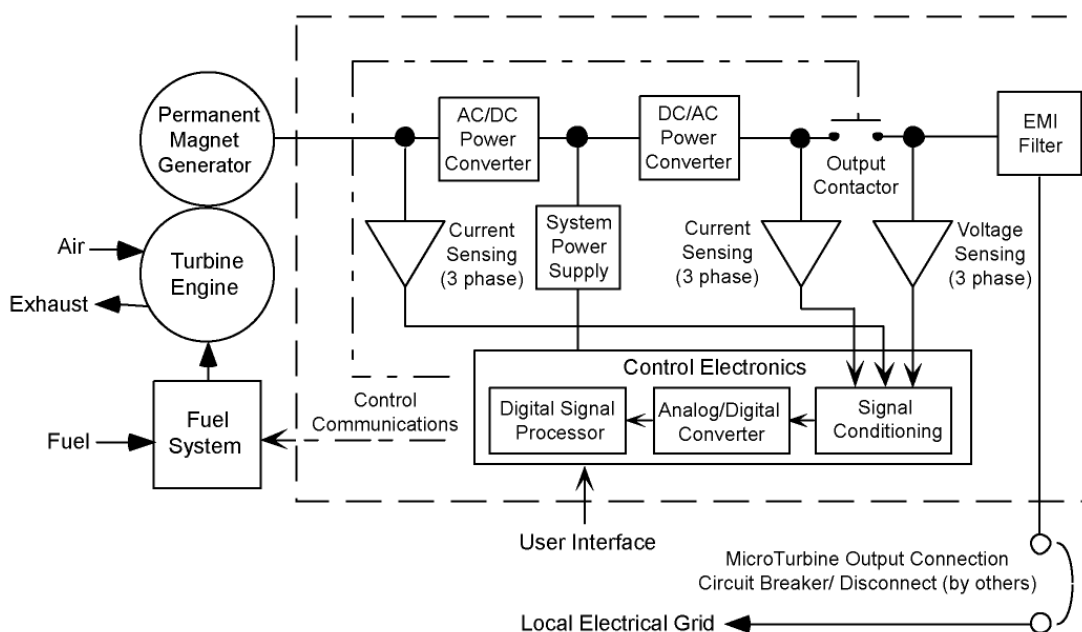 Permanent
Magnet
Generator
AC/DC
Power
Converter
DC/AC
Power
Converter
EMI
Filter
Output
Contactor
Air
Turbine
Engine
Exhaust
Current
Sensing
(3 phase)
System
Power
Supply
Current
Sensing
(3 phase)
Voltage
Sensing
(3 phase)
Control Electronics
Fuel
Fuel
System
Control
Communications
Digital Signal
Processor
Analog/Digital
Converter
Signal
Conditioning
User Interface
MicroTurbine Output Connection
Circuit Breaker/ Disconnect (by others)
Local Electrical Grid